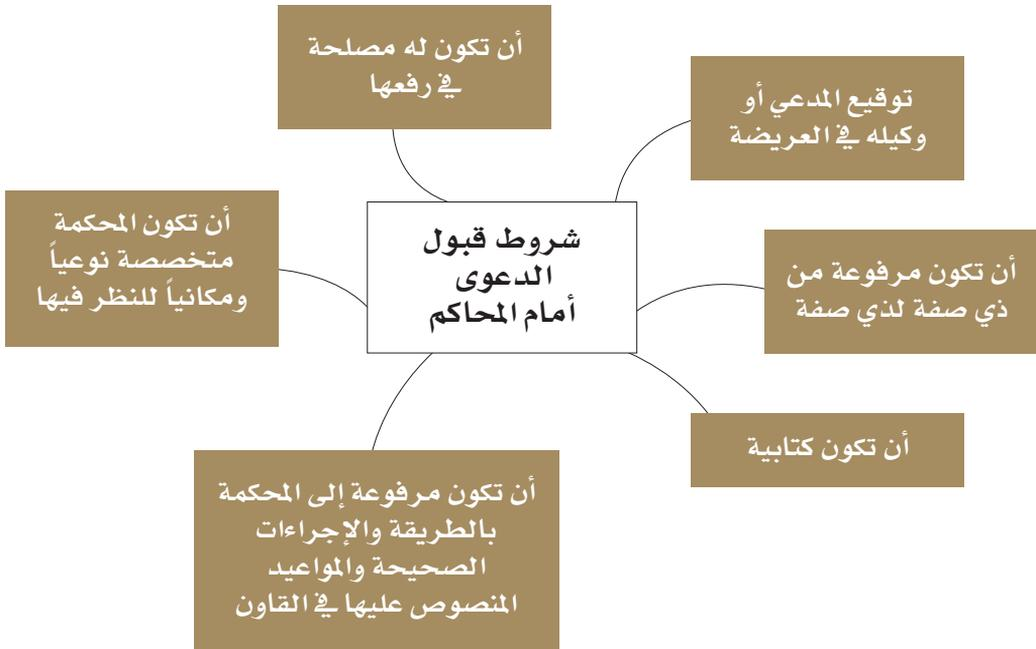 أن تكون له مصلحة
في رفعها
توقيع المدعي أو
وكيله في العريضة
أن تكون المحكمة
متخصصة نوعياً
ومكانياً للنظر فيها
شروط قبول
الدعوى
أمام المحاكم
أن تكون مرفوعة من
ذي صفة لذي صفة
أن تكون كتابية
أن تكون مرفوعة إلى المحكمة
بالطريقة والإجراءات
الصحيحة والمواعيد
المنصوص عليها في القاون